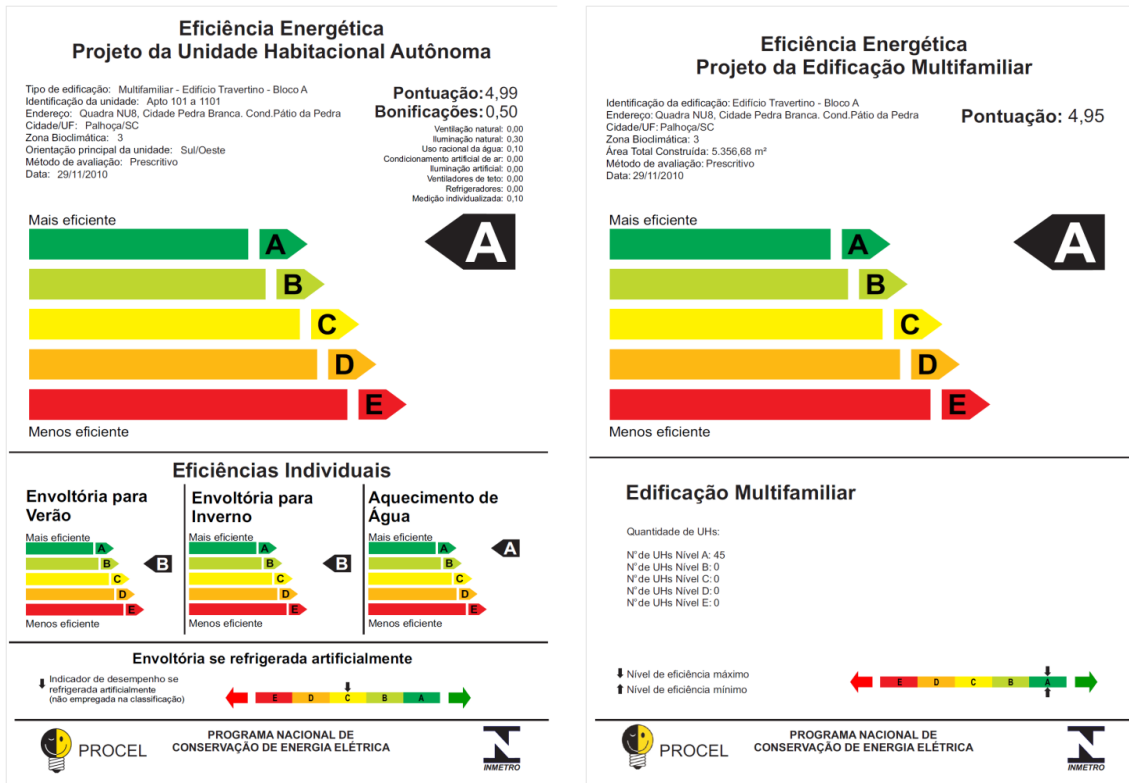 Eficiência Energética
Projeto da Unidade Habitacional Autônoma
Tipo de edificação: Multifamiliar - Edifício Travertino - Bloco A
Identificação da unidade: Apto 101 a 1101
Endereço: Quadra NU8, Cidade Pedra Branca. Cond.Pátio da Pedra
Cidade/UF: Palhoça/SC
Zona Bioclimática: 3
Orientação principal da unidade: Sul/Oeste
Método de avaliação: Prescritivo
Data: 29/11/2010
Pontuação: 4,99
Bonificações: 0,50
Ventilação natural: 0,00
Iluminação natural: 0,30
Uso racional da água: 0,10
Condicionamento artificial de ar: 0,00
Iluminação artificial: 0,00
Ventiladores de teto: 0,00
Refrigeradores: 0,00
Medição individualizada: 0,10
Mais eficiente
A
A
B
C
D
E
Menos eficiente
Eficiências Individuais
Envoltória para
Verão
Mais eficiente
A
B
B
C
D
E
Menos eficiente
Envoltória para
Inverno
Mais eficiente
A
B
B
C
D
E
Menos eficiente
Aquecimento de
Água
Mais eficiente
A
A
B
C
D
E
Menos eficiente
Envoltória se refrigerada artificialmente
Indicador de desempenho se
refrigerada artificialmente
(não empregada na classificação)
E D C B A
PROCEL
PROGRAMA NACIONAL DE
CONSERVAÇÃO DE ENERGIA ELÉTRICA
INMETRO
Eficiência Energética
Projeto da Edificação Multifamiliar
Identificação da edificação: Edifício Travertino - Bloco A
Endereço: Quadra NU8, Cidade Pedra Branca. Cond.Pátio da Pedra
Cidade/UF: Palhoça/SC
Zona Bioclimática: 3
Área Total Construída: 5.356,68 m²
Método de avaliação: Prescritivo
Data: 29/11/2010
Pontuação: 4,95
Mais eficiente
A
A
B
C
D
E
Menos eficiente
Edificação Multifamiliar
Quantidade de UHs:
N° de UHs Nível A: 45
N° de UHs Nível B: 0
N° de UHs Nível C: 0
N° de UHs Nível D: 0
N° de UHs Nível E: 0
Nível de eficiência máximo
Nível de eficiência mínimo
E D C B A
PROCEL
PROGRAMA NACIONAL DE
CONSERVAÇÃO DE ENERGIA ELÉTRICA
INMETRO